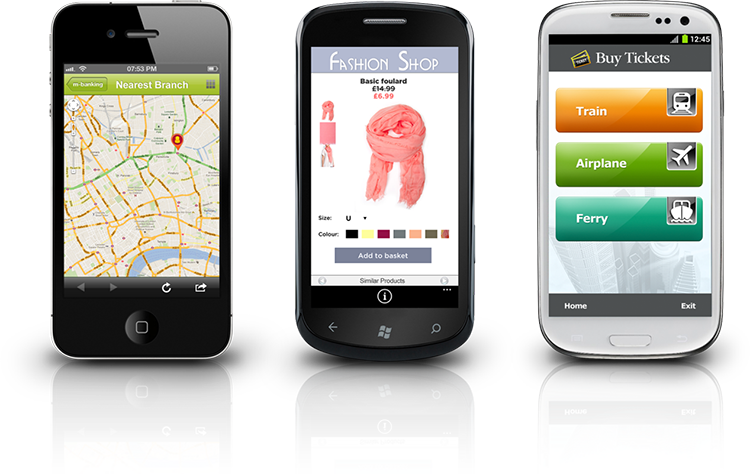 07:53 PM
m-banking
Nearest Branch
FASHION SHOP
Basic foulard
£14.99
£6.99
Size: U
Colour:
Add to basket
Similar Products
12:45
TICKET
Buy Tickets
Train
Airplane
Ferry
Home Exit